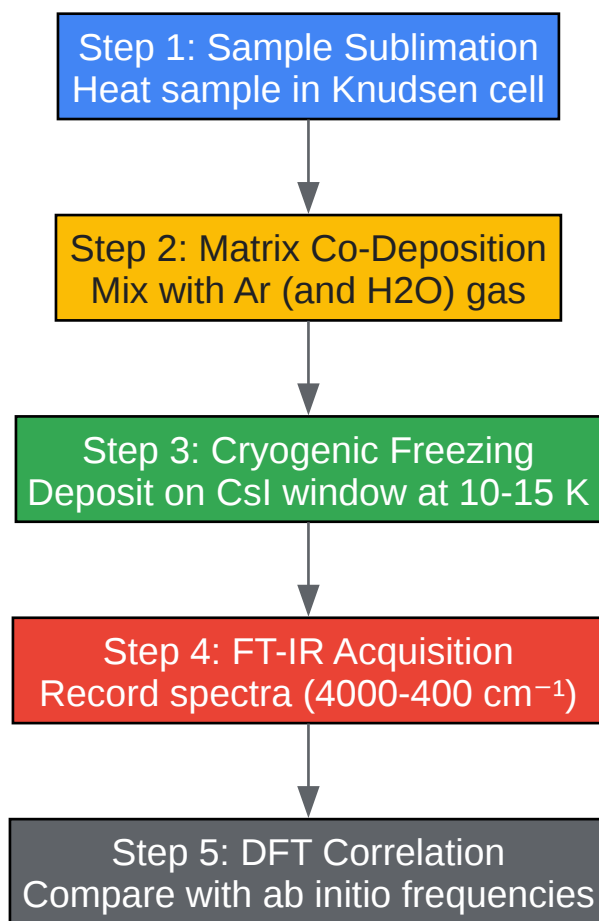 Step 1: Sample Sublimation
Heat sample in Knudsen cell
Step 2: Matrix Co-Deposition
Mix with Ar (and H2O) gas
Step 3: Cryogenic Freezing
Deposit on CsI window at 10-15 K
Step 4: FT-IR Acquisition
Record spectra (4000-400 cm⁻¹)
Step 5: DFT Correlation
Compare with ab initio frequencies